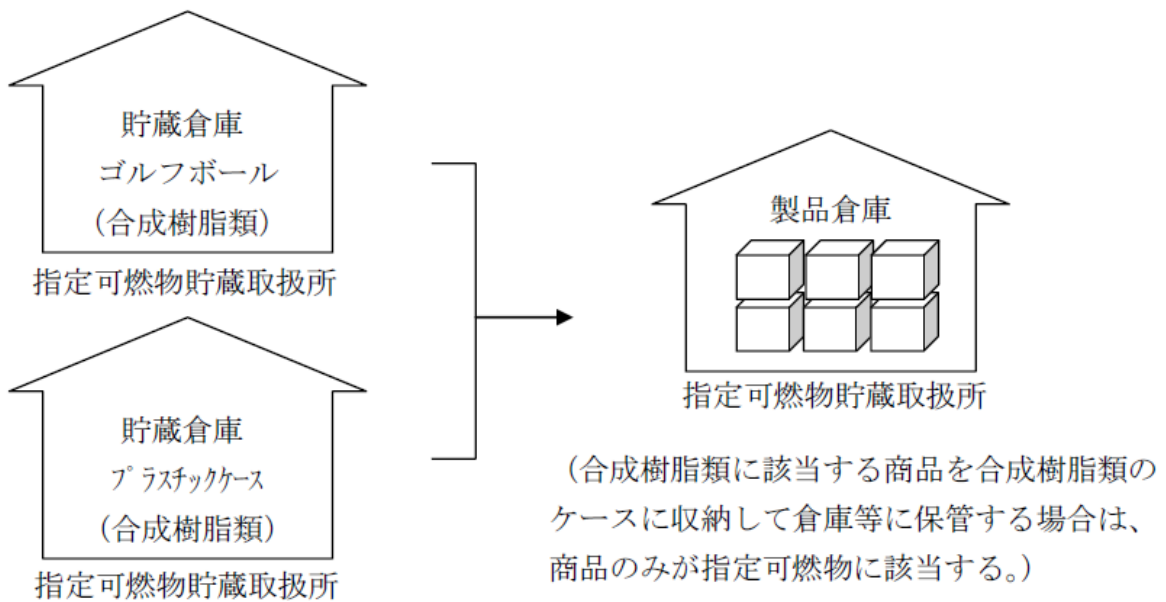 貯蔵倉庫
ゴルフボール
(合成樹脂類)
指定可燃物貯蔵取扱所
貯蔵倉庫
プラスチックケース
(合成樹脂類)
指定可燃物貯蔵取扱所
製品倉庫
指定可燃物貯蔵取扱所
(合成樹脂類に該当する商品を合成樹脂類の
ケースに収納して倉庫等に保管する場合は、
商品のみが指定可燃物に該当する。)